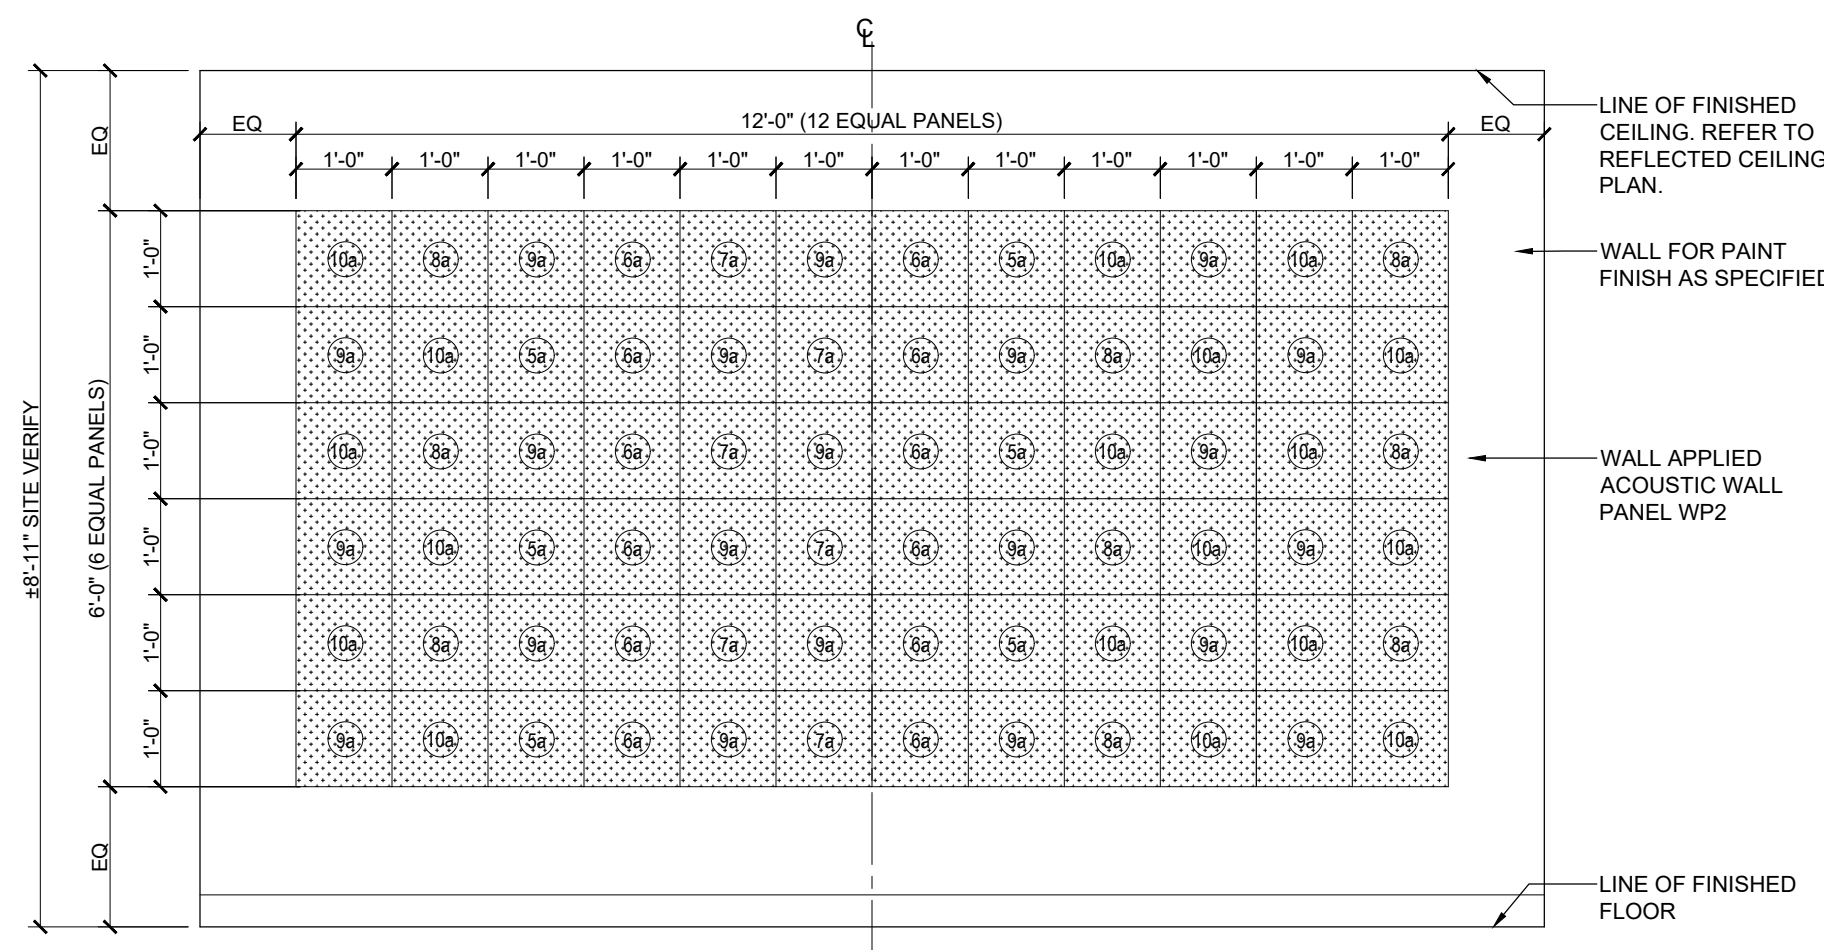 ℄
EQ
EQ
12'-0" (12 EQUAL PANELS)
EQ
1'-0" 1'-0" 1'-0" 1'-0" 1'-0" 1'-0" 1'-0" 1'-0" 1'-0" 1'-0" 1'-0" 1'-0"
LINE OF FINISHED
CEILING. REFER TO
REFLECTED CEILING
PLAN.
WALL FOR PAINT
FINISH AS SPECIFIED
WALL APPLIED
ACOUSTIC WALL
PANEL WP2
LINE OF FINISHED
FLOOR
±8'-11" SITE VERIFY
6'-0" (6 EQUAL PANELS)
1'-0"
10a 8a 9a 6a 7a 9a 6a 5a 10a 9a 10a 8a
1'-0"
9a 10a 5a 6a 9a 7a 6a 9a 8a 10a 9a 10a
1'-0"
10a 8a 9a 6a 7a 9a 6a 5a 10a 9a 10a 8a
1'-0"
9a 10a 5a 6a 9a 7a 6a 9a 8a 10a 9a 10a
1'-0"
10a 8a 9a 6a 7a 9a 6a 5a 10a 9a 10a 8a
1'-0"
9a 10a 5a 6a 9a 7a 6a 9a 8a 10a 9a 10a
EQ